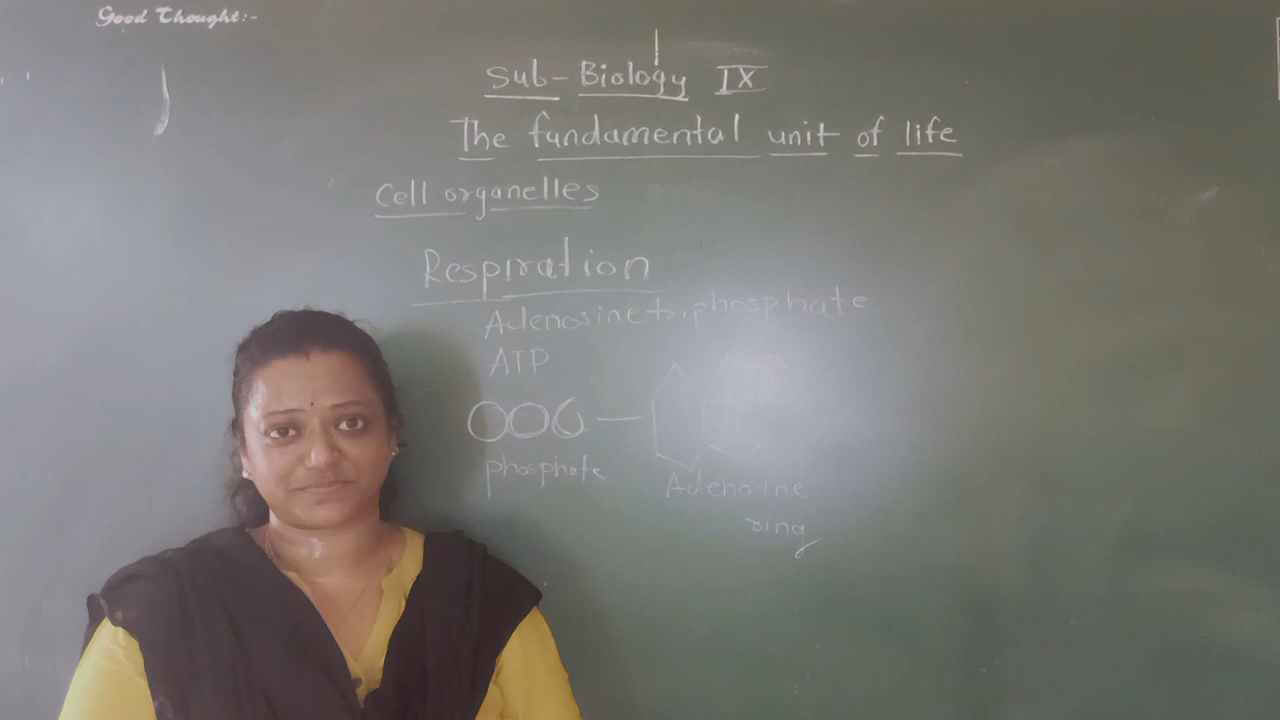 Good Thought:-
Sub-Biology IX
The fundamental unit of life
Cell organelles
Respiration
Adenosine triphosphate
ATP
phosphate
Adenosine
ring